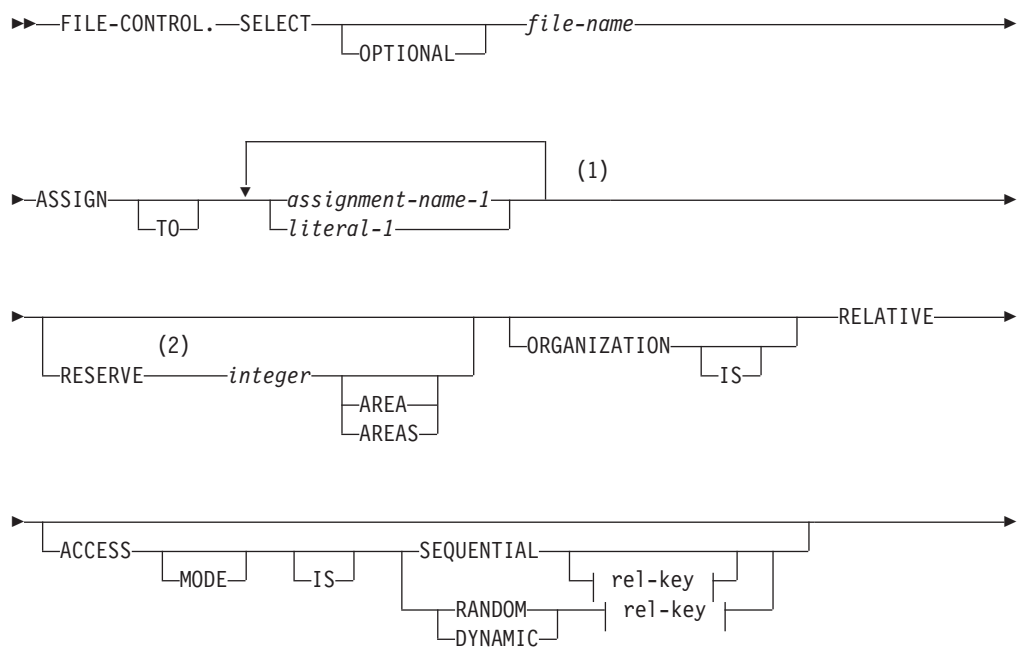 FILE-CONTROL. SELECT file-name
OPTIONAL
(1)
ASSIGN assignment-name-1
TO literal-1
RELATIVE
(2) ORGANIZATION
RESERVE integer IS
AREA
AREAS
ACCESS SEQUENTIAL
MODE IS rel-key
RANDOM rel-key
DYNAMIC